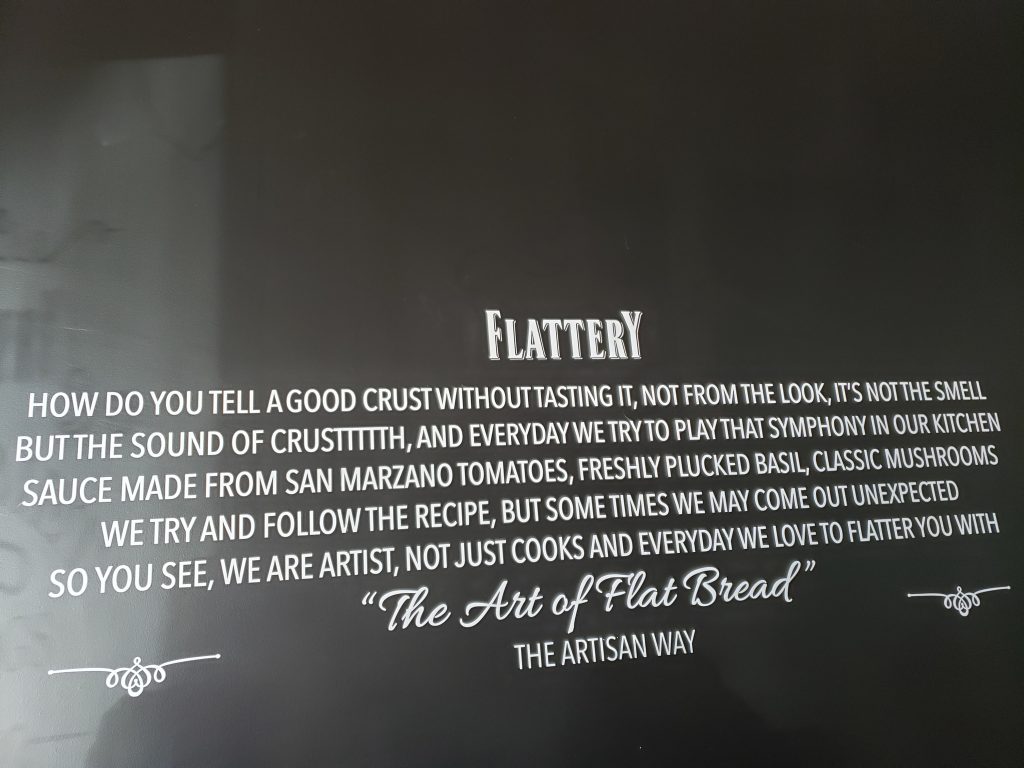 FLATTERY
HOW DO YOU TELL A GOOD CRUST WITHOUT TASTING IT, NOT FROM THE LOOK, IT'S NOT THE SMELL
BUT THE SOUND OF CRUSTTTTTH, AND EVERYDAY WE TRY TO PLAY THAT SYMPHONY IN OUR KITCHEN
SAUCE MADE FROM SAN MARZANO TOMATOES, FRESHLY PLUCKED BASIL, CLASSIC MUSHROOMS
WE TRY AND FOLLOW THE RECIPE, BUT SOME TIMES WE MAY COME OUT UNEXPECTED
SO YOU SEE, WE ARE ARTIST, NOT JUST COOKS AND EVERYDAY WE LOVE TO FLATTER YOU WITH
“The Art of Flat Bread”
THE ARTISAN WAY